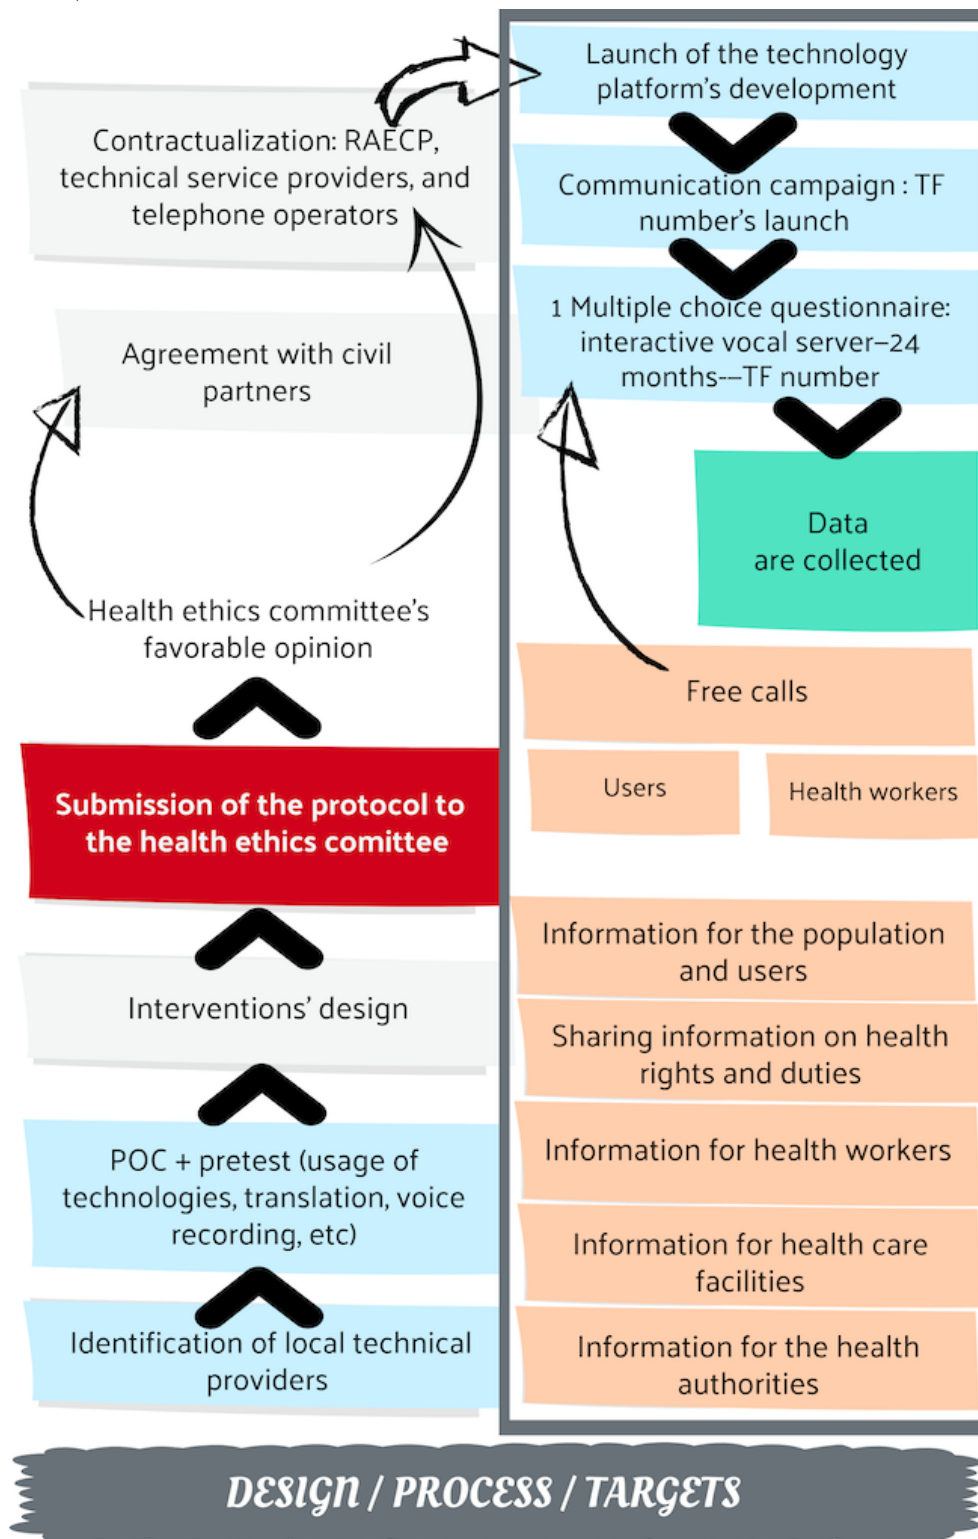 Contractualization: RAECP,
technical service providers, and
telephone operators
Agreement with civil
partners
Health ethics committee's
favorable opinion
Submission of the protocol to
the health ethics comittee
Interventions' design
POC + pretest (usage of
technologies, translation, voice
recording, etc)
Identification of local technical
providers
Launch of the technology
platform's development
Communication campaign : TF
number's launch
1 Multiple choice questionnaire:
interactive vocal server–24
months-–TF number
Data
are collected
Free calls
Users
Health workers
Information for the population
and users
Sharing information on health
rights and duties
Information for health workers
Information for health care
facilities
Information for the health
authorities
DESIGN / PROCESS / TARGETS